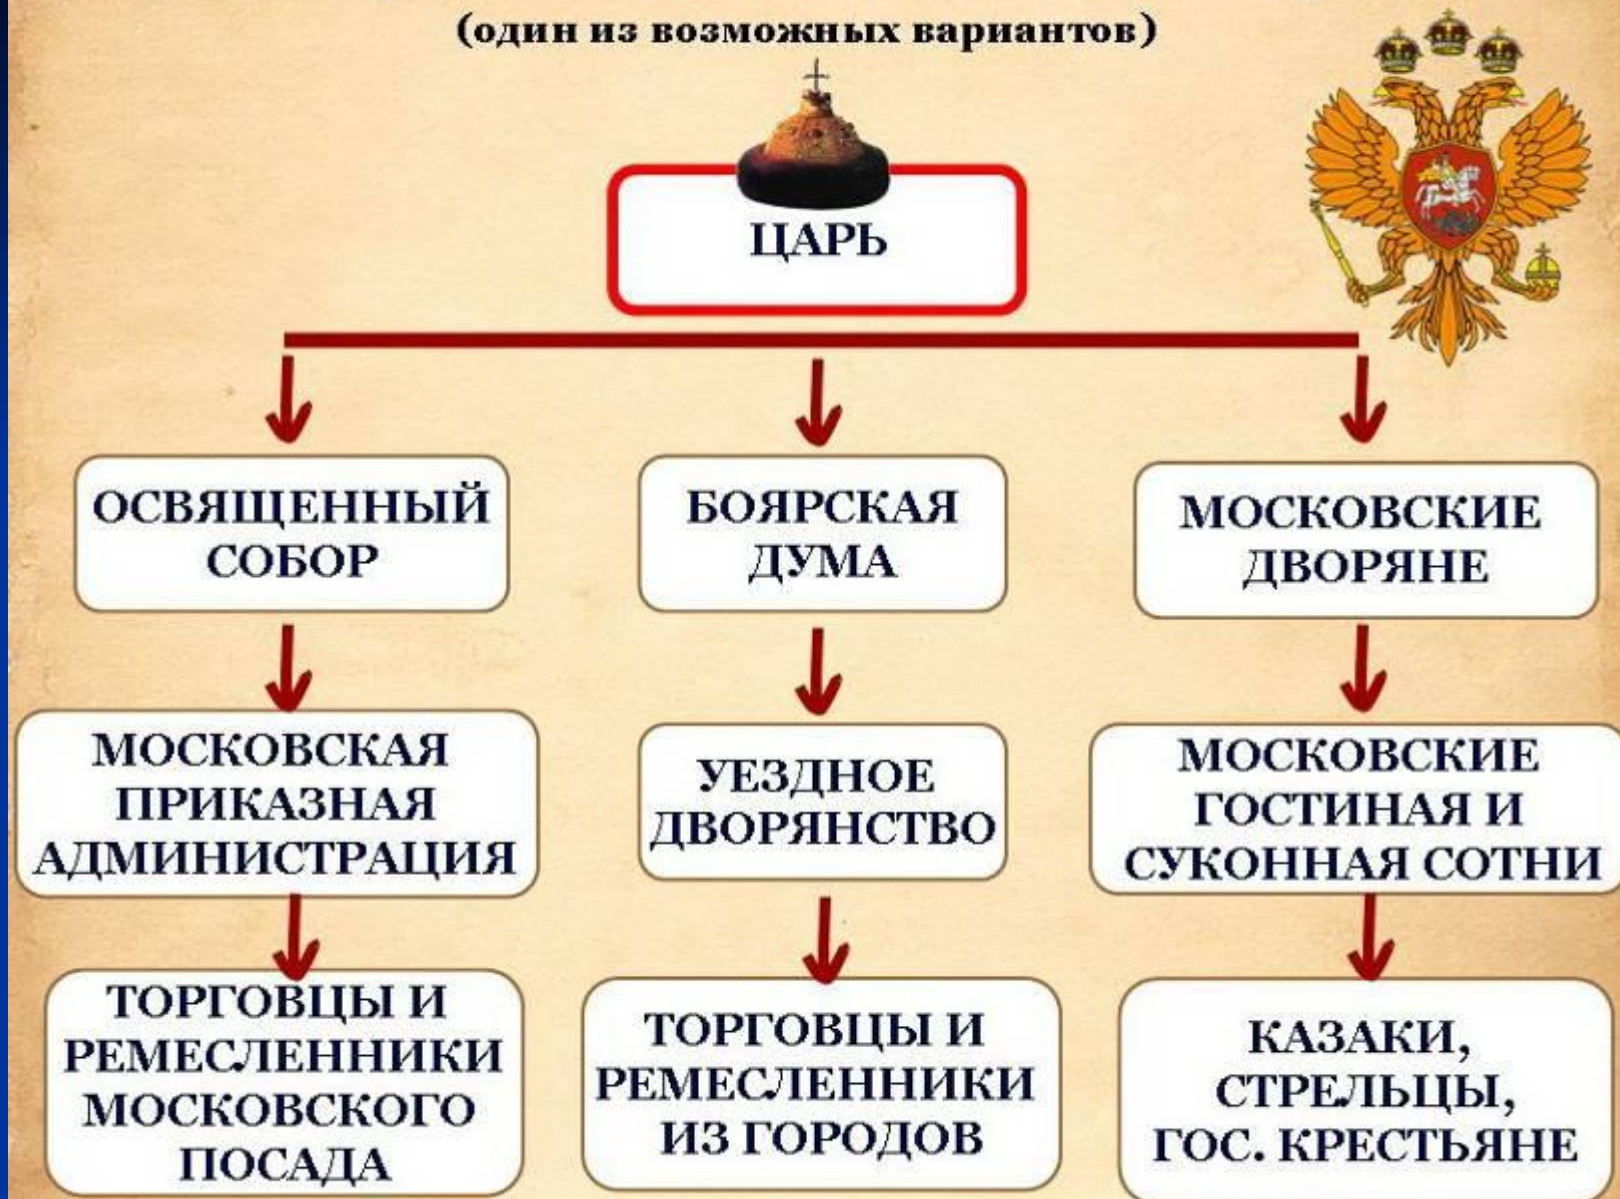 (один из возможных вариантов)
ЦАРЬ
ОСВЯЩЕННЫЙ
СОБОР
БОЯРСКАЯ
ДУМА
МОСКОВСКИЕ
ДВОРЯНЕ
МОСКОВСКАЯ
ПРИКАЗНАЯ
АДМИНИСТРАЦИЯ
УЕЗДНОЕ
ДВОРЯНСТВО
МОСКОВСКИЕ
ГОСТИНАЯ И
СУКОННАЯ СОТНИ
ТОРГОВЦЫ И
РЕМЕСЛЕННИКИ
МОСКОВСКОГО
ПОСАДА
ТОРГОВЦЫ И
РЕМЕСЛЕННИКИ
ИЗ ГОРОДОВ
КАЗАКИ,
СТРЕЛЬЦЫ,
ГОС. КРЕСТЬЯНЕ